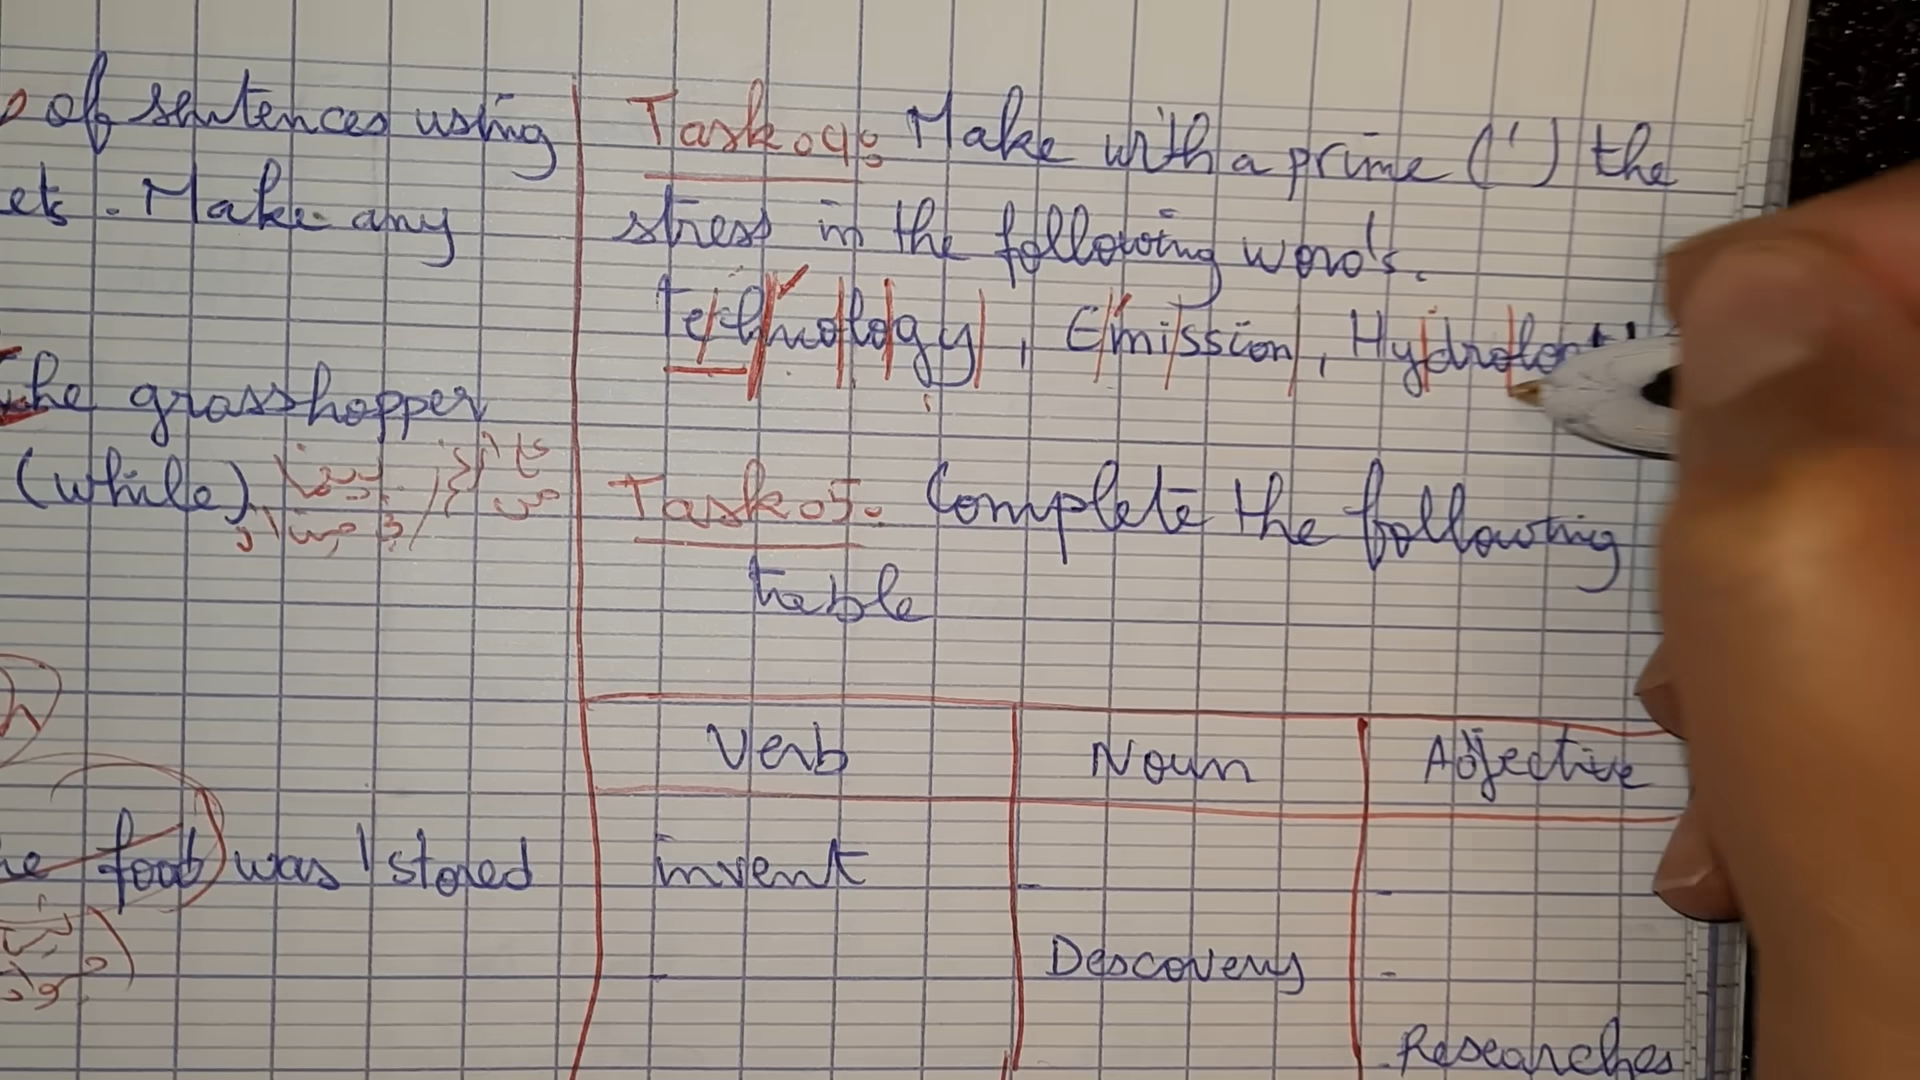 of sentences using
ets. Make any
The grasshopper
(while)
he food was stored
Task 04: Make with a prime (') the
stress in the following words.
Technology, Emission,
Task 05: Complete the following
table
Verb Noun Adjective
invent - -
- Descovery -
- Researches